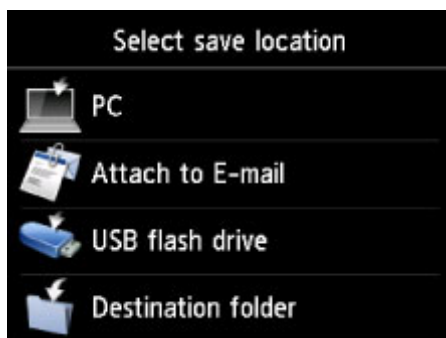 Select save location
PC
Attach to E-mail
USB flash drive
Destination folder